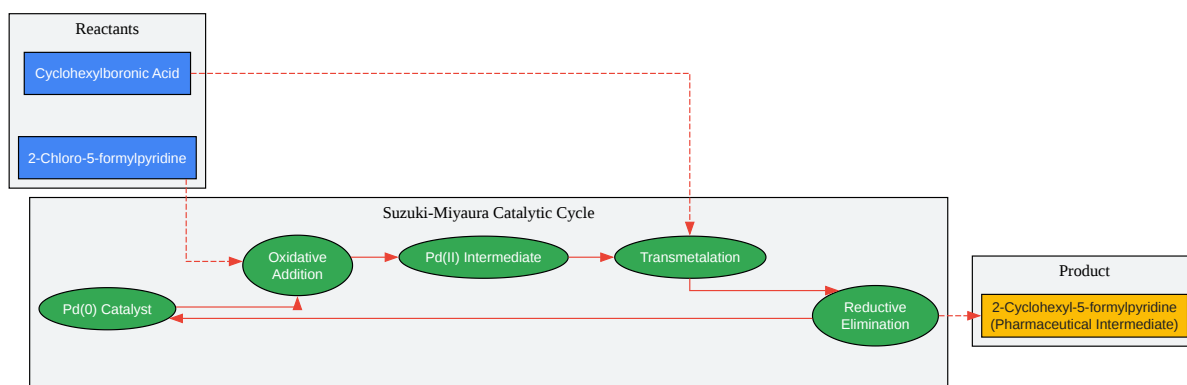 Reactants
Cyclohexylboronic Acid
2-Chloro-5-formylpyridine
Suzuki-Miyaura Catalytic Cycle
Oxidative
Addition
Pd(II) Intermediate
Transmetalation
Pd(0) Catalyst
Reductive
Elimination
Product
2-Cyclohexyl-5-formylpyridine
(Pharmaceutical Intermediate)